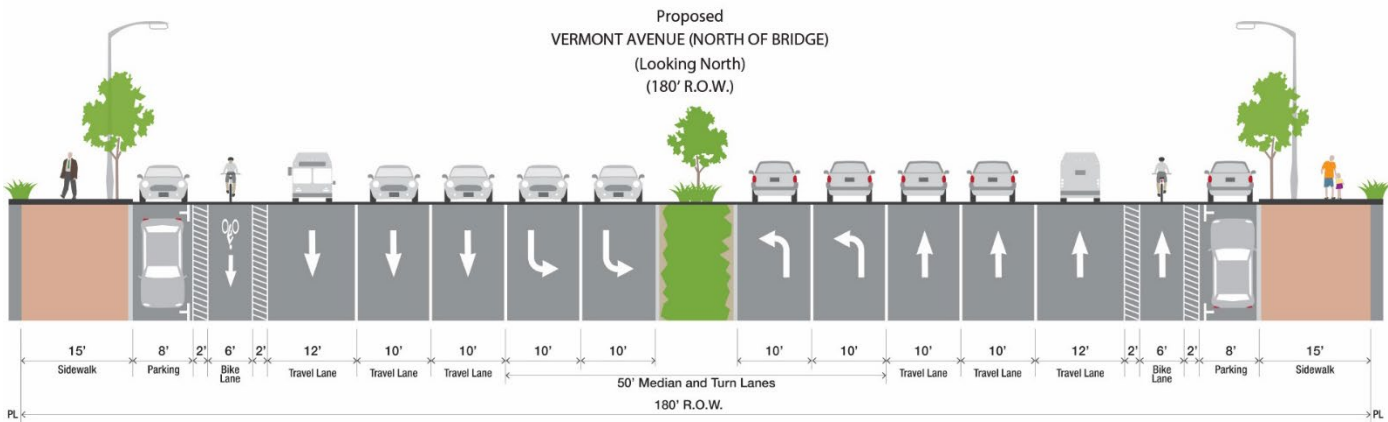 Proposed
VERMONT AVENUE (NORTH OF BRIDGE)
(Looking North)
(180' R.O.W.)
15' 8' 2' 6' 2' 12' 10' 10' 10' 10' 10' 10' 10' 10' 12' 2' 6' 2' 8' 15'
Sidewalk Parking Bike Lane Travel Lane Travel Lane Travel Lane Travel Lane Travel Lane Travel Lane Bike Lane Parking Sidewalk
50' Median and Turn Lanes
180' R.O.W.
PL PL